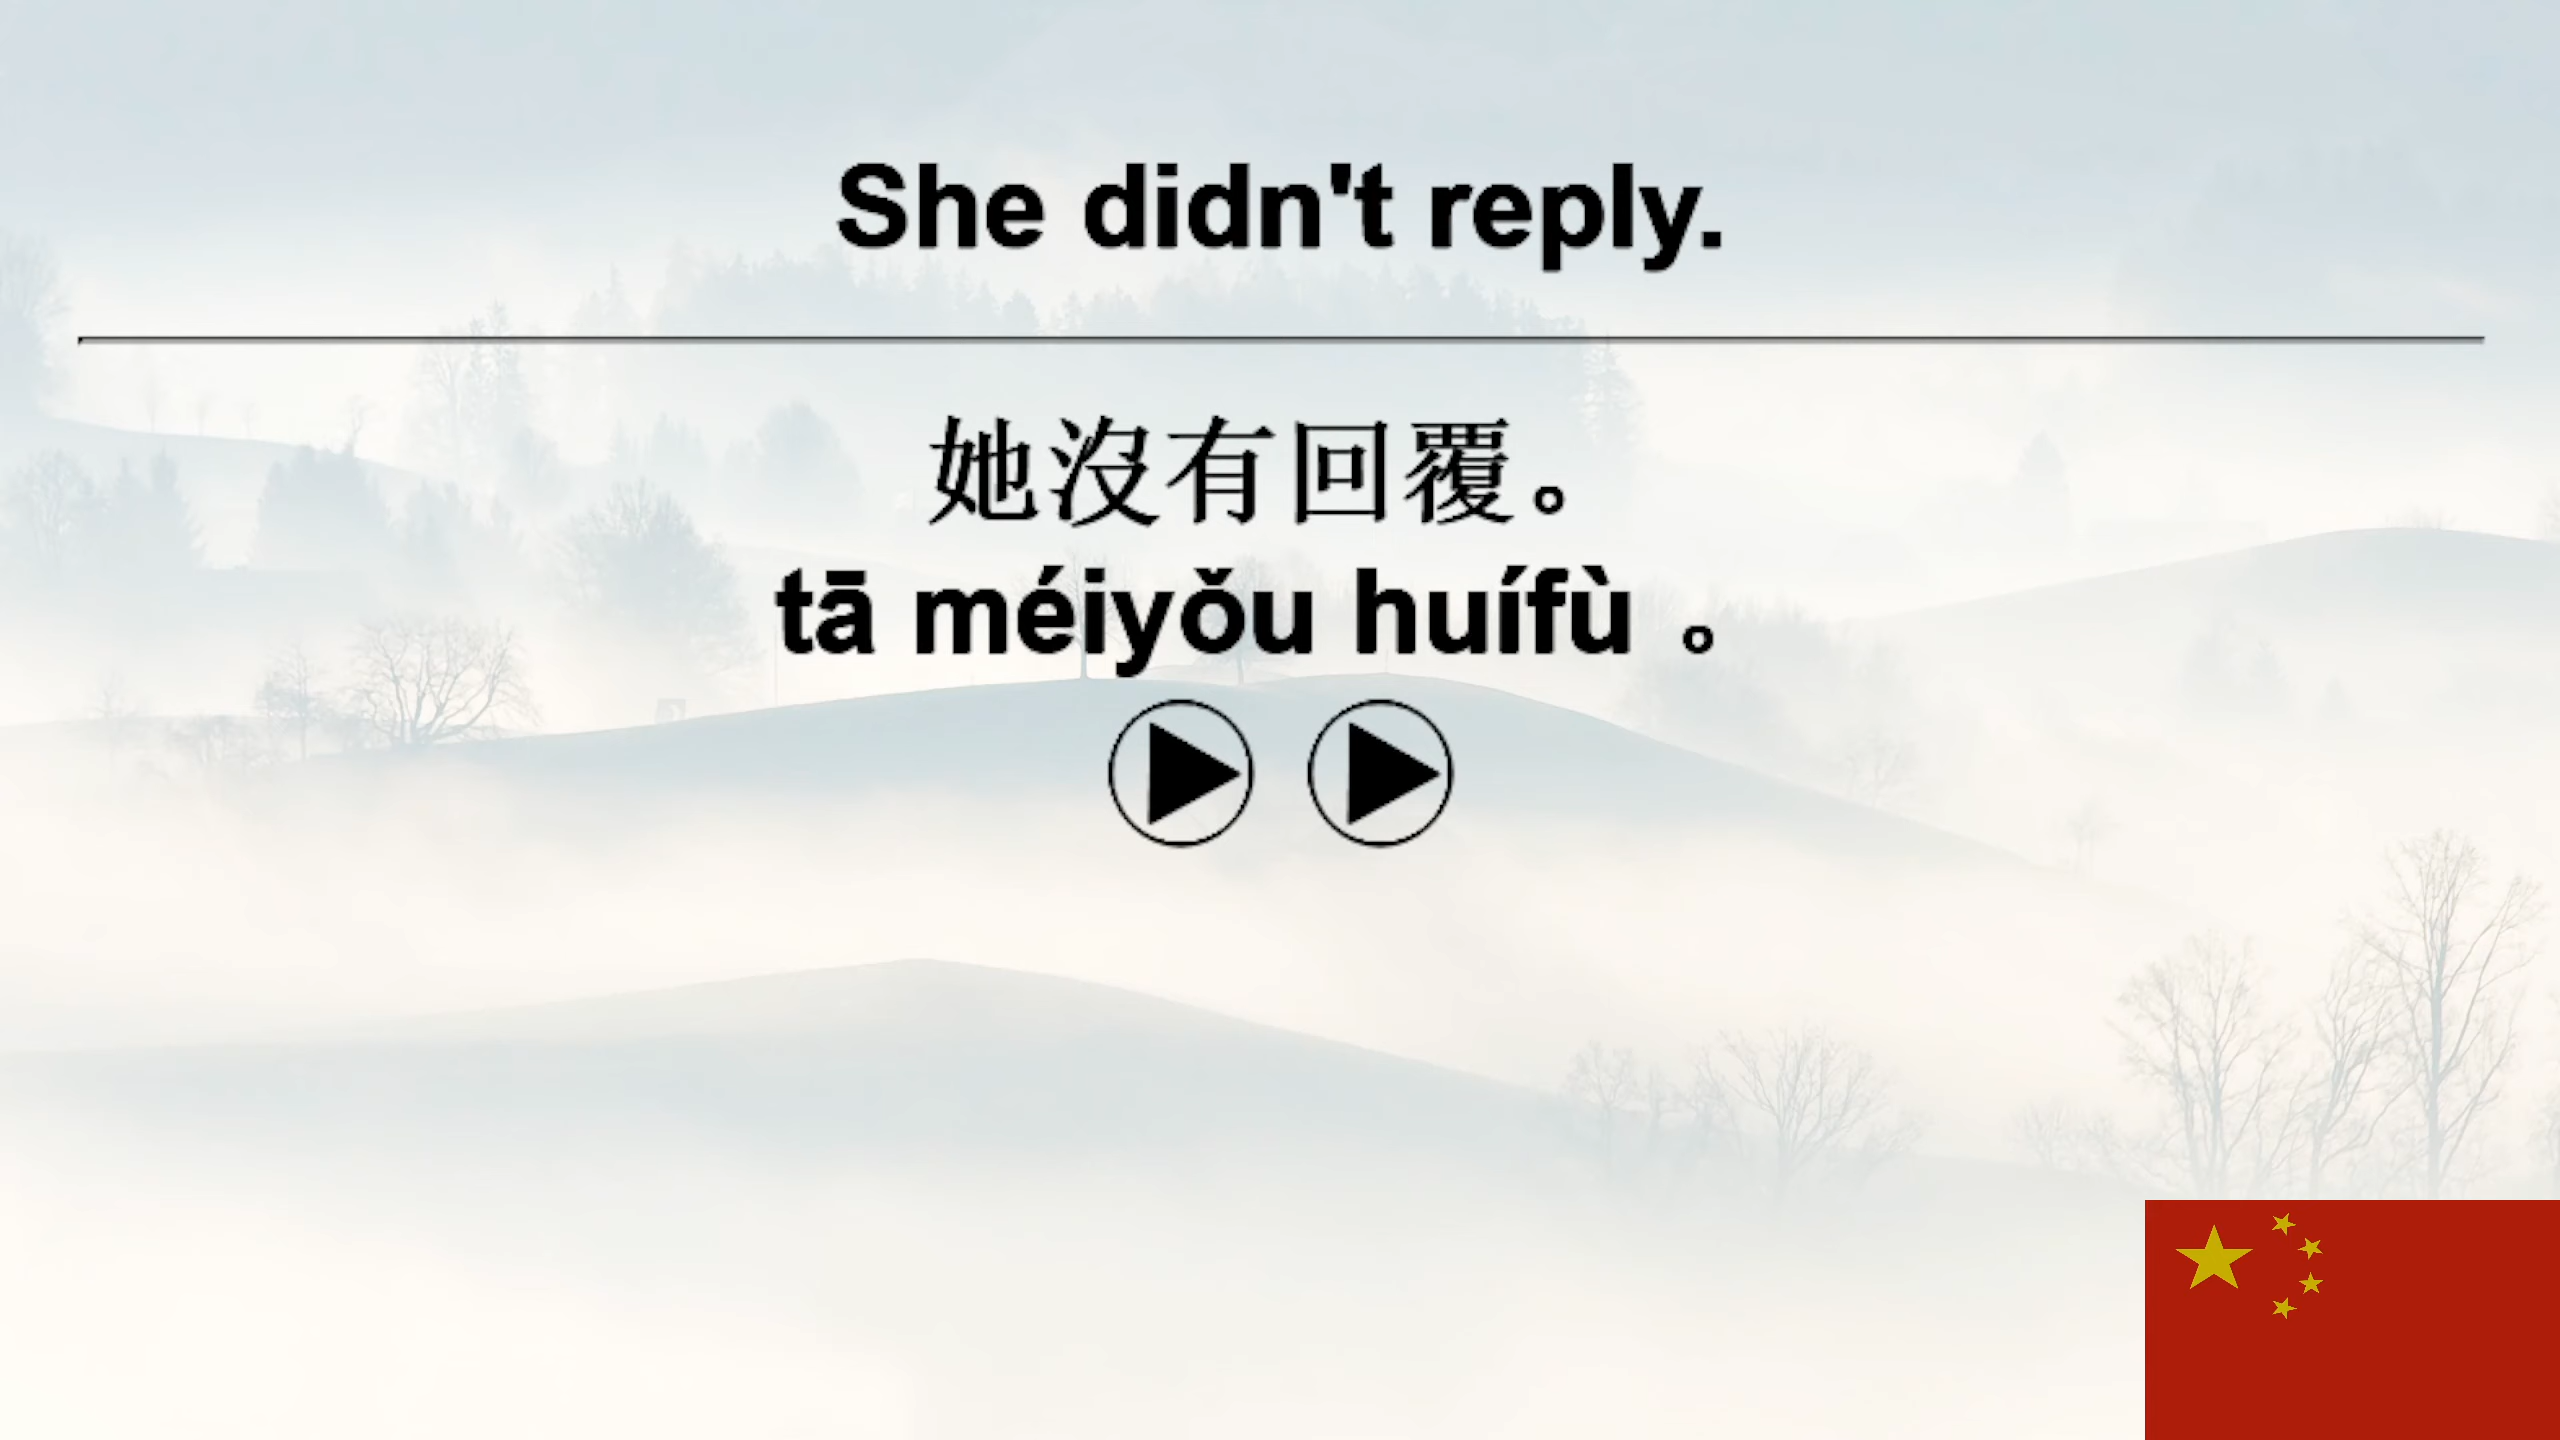 She didn't reply.
她沒有回覆。
tā méiyǒu huífù 。